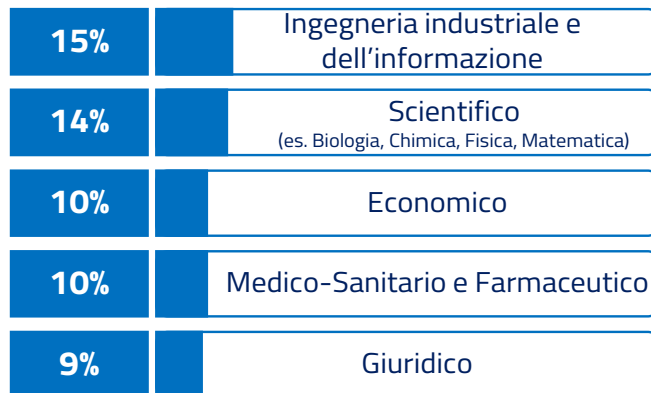 15%
Ingegneria industriale e
dell’informazione
14%
Scientifico
(es. Biologia, Chimica, Fisica, Matematica)
10%
Economico
10%
Medico-Sanitario e Farmaceutico
9%
Giuridico